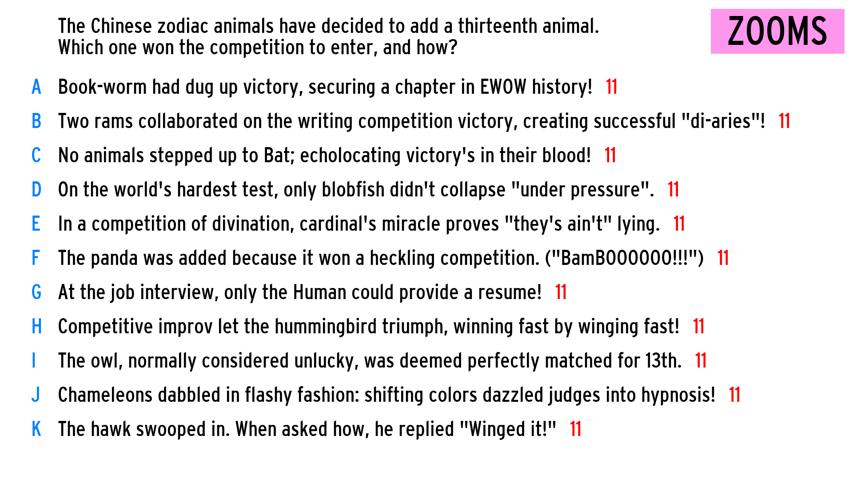 The Chinese zodiac animals have decided to add a thirteenth animal.
Which one won the competition to enter, and how?
ZOOMS
A Book-worm had dug up victory, securing a chapter in EWOW history! 11
B Two rams collaborated on the writing competition victory, creating successful "di-aries"! 11
C No animals stepped up to Bat; echolocating victory's in their blood! 11
D On the world's hardest test, only blobfish didn't collapse "under pressure". 11
E In a competition of divination, cardinal's miracle proves "they's ain't" lying. 11
F The panda was added because it won a heckling competition. ("BamBOOOOOO!!!") 11
G At the job interview, only the Human could provide a resume! 11
H Competitive improv let the hummingbird triumph, winning fast by winging fast! 11
I The owl, normally considered unlucky, was deemed perfectly matched for 13th. 11
J Chameleons dabbled in flashy fashion: shifting colors dazzled judges into hypnosis! 11
K The hawk swooped in. When asked how, he replied "Winged it!" 11